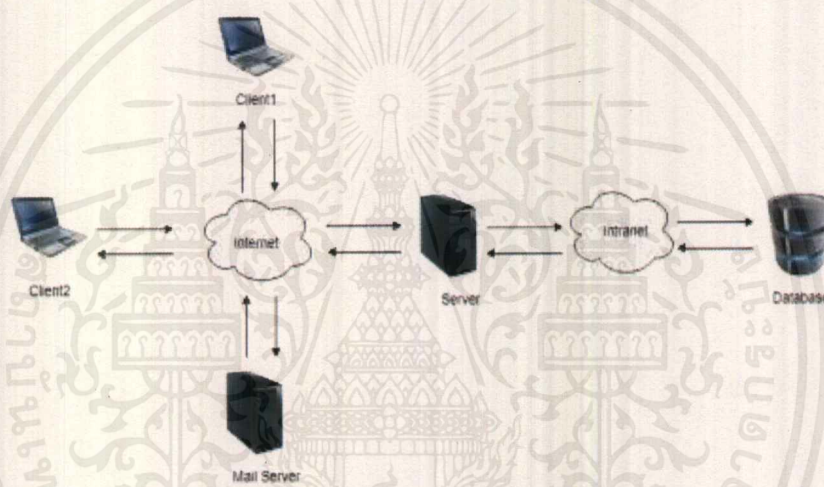 Client1
Internet
Intranet
Client2
Server
Database
Mail Server